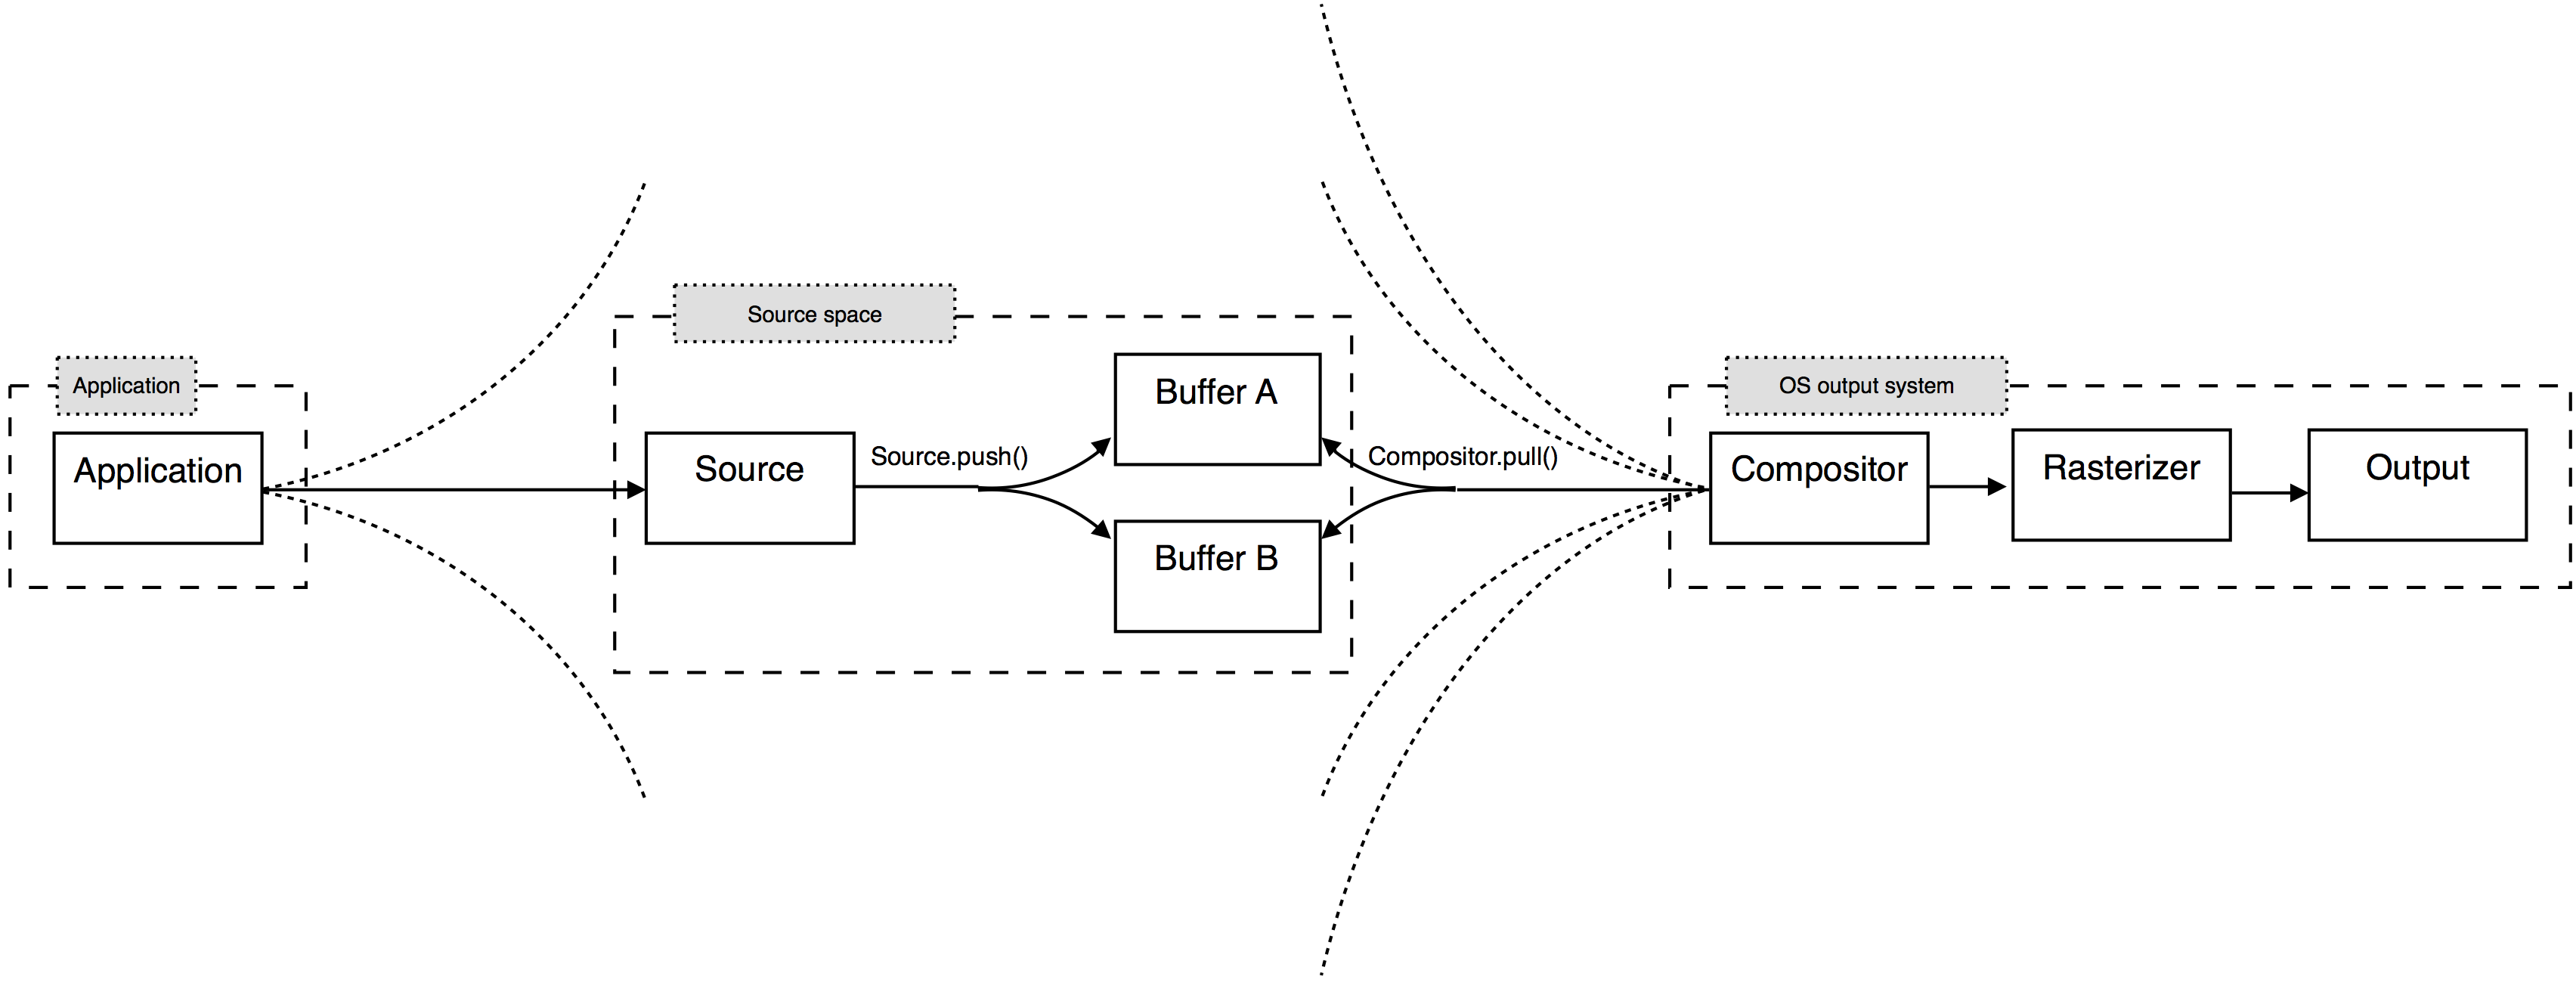 Application
Application
Source space
Source
Source.push()
Buffer A
Buffer B
Compositor.pull()
OS output system
Compositor
Rasterizer
Output